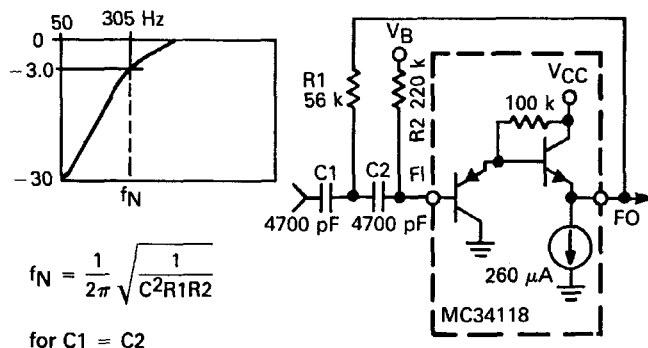 50
305 Hz
0
−3.0
−30
fN
R1
56 k
VB
R2 220 k
100 k
VCC
C1
C2
FI
4700 pF
4700 pF
FO
260 μA
MC34118
fN = 1/2π √1/C²R1R2
for C1 = C2